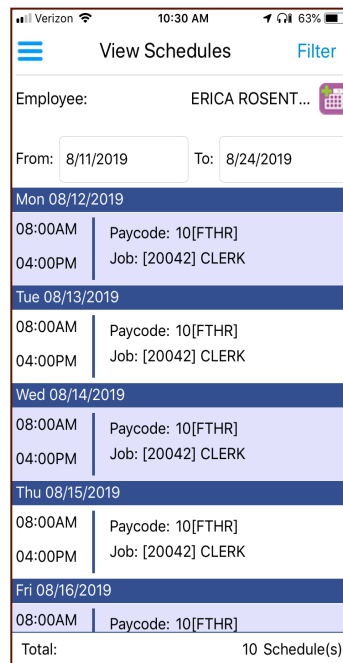 Verizon 10:30 AM 63%
View Schedules Filter
Employee: ERICA ROSENT...
From: 8/11/2019 To: 8/24/2019
Mon 08/12/2019
08:00AM Paycode: 10[FTHR]
04:00PM Job: [20042] CLERK
Tue 08/13/2019
08:00AM Paycode: 10[FTHR]
04:00PM Job: [20042] CLERK
Wed 08/14/2019
08:00AM Paycode: 10[FTHR]
04:00PM Job: [20042] CLERK
Thu 08/15/2019
08:00AM Paycode: 10[FTHR]
04:00PM Job: [20042] CLERK
Fri 08/16/2019
08:00AM Paycode: 10[FTHR]
Total: 10 Schedule(s)